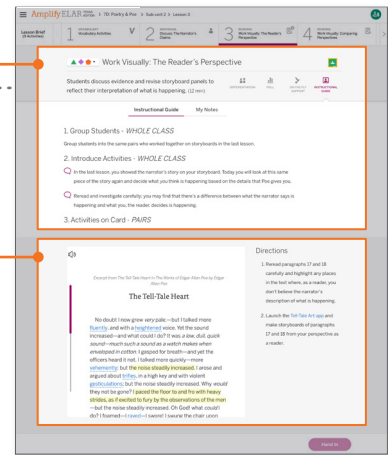 AmplifyELAR TEXAS EDITION > 7D: Poetry & Poe > Sub-unit 2 > Lesson 5
Lesson Brief
(9 Activities)
1 Vocabulary Activities
2 Discuss the Narrator's Claims
3 Work Visually: The Reader's Perspective
4 Work Visually: Comparing Perspectives
Work Visually: The Reader's Perspective
Students discuss evidence and revise storyboard panels to
reflect their interpretation of what is happening. (12 min)
DIFFERENTIATION
POLL
ON-THE-FLY SUPPORT
INSTRUCTIONAL GUIDE
Instructional Guide
My Notes
1. Group Students - WHOLE CLASS
Group students into the same pairs who worked together on storyboards in the last lesson.
2. Introduce Activities - WHOLE CLASS
In the last lesson, you showed the narrator's story on your storyboard. Today you will look at this same
piece of the story again and decide what you think is happening based on the details that Poe gives you.
Reread and investigate carefully; you may find that there's a difference between what the narrator says is
happening and what you, the reader, decides is happening.
3. Activities on Card - PAIRS
Excerpt from The Tell-Tale Heart in The Works of Edgar Allan Poe by Edgar
Allan Poe
The Tell-Tale Heart
No doubt I now grew very pale;—but I talked more
fluently, and with a heightened voice. Yet the sound
increased—and what could I do? It was a low, dull, quick
sound—much such a sound as a watch makes when
enveloped in cotton. I gasped for breath—and yet the
officers heard it not. I talked more quickly—more
vehemently; but the noise steadily increased. I arose and
argued about trifles, in a high key and with violent
gesticulations; but the noise steadily increased. Why would
they not be gone? I paced the floor to and fro with heavy
strides, as if excited to fury by the observations of the men
—but the noise steadily increased. Oh God! what could I
do? I foamed—I raved—I swore! I swung the chair upon
Directions
1. Reread paragraphs 17 and 18
carefully and highlight any places
in the text where, as a reader, you
don't believe the narrator's
description of what is happening.
2. Launch the Tell-Tale Art app and
make storyboards of paragraphs
17 and 18 from your perspective as
a reader.
Hand In